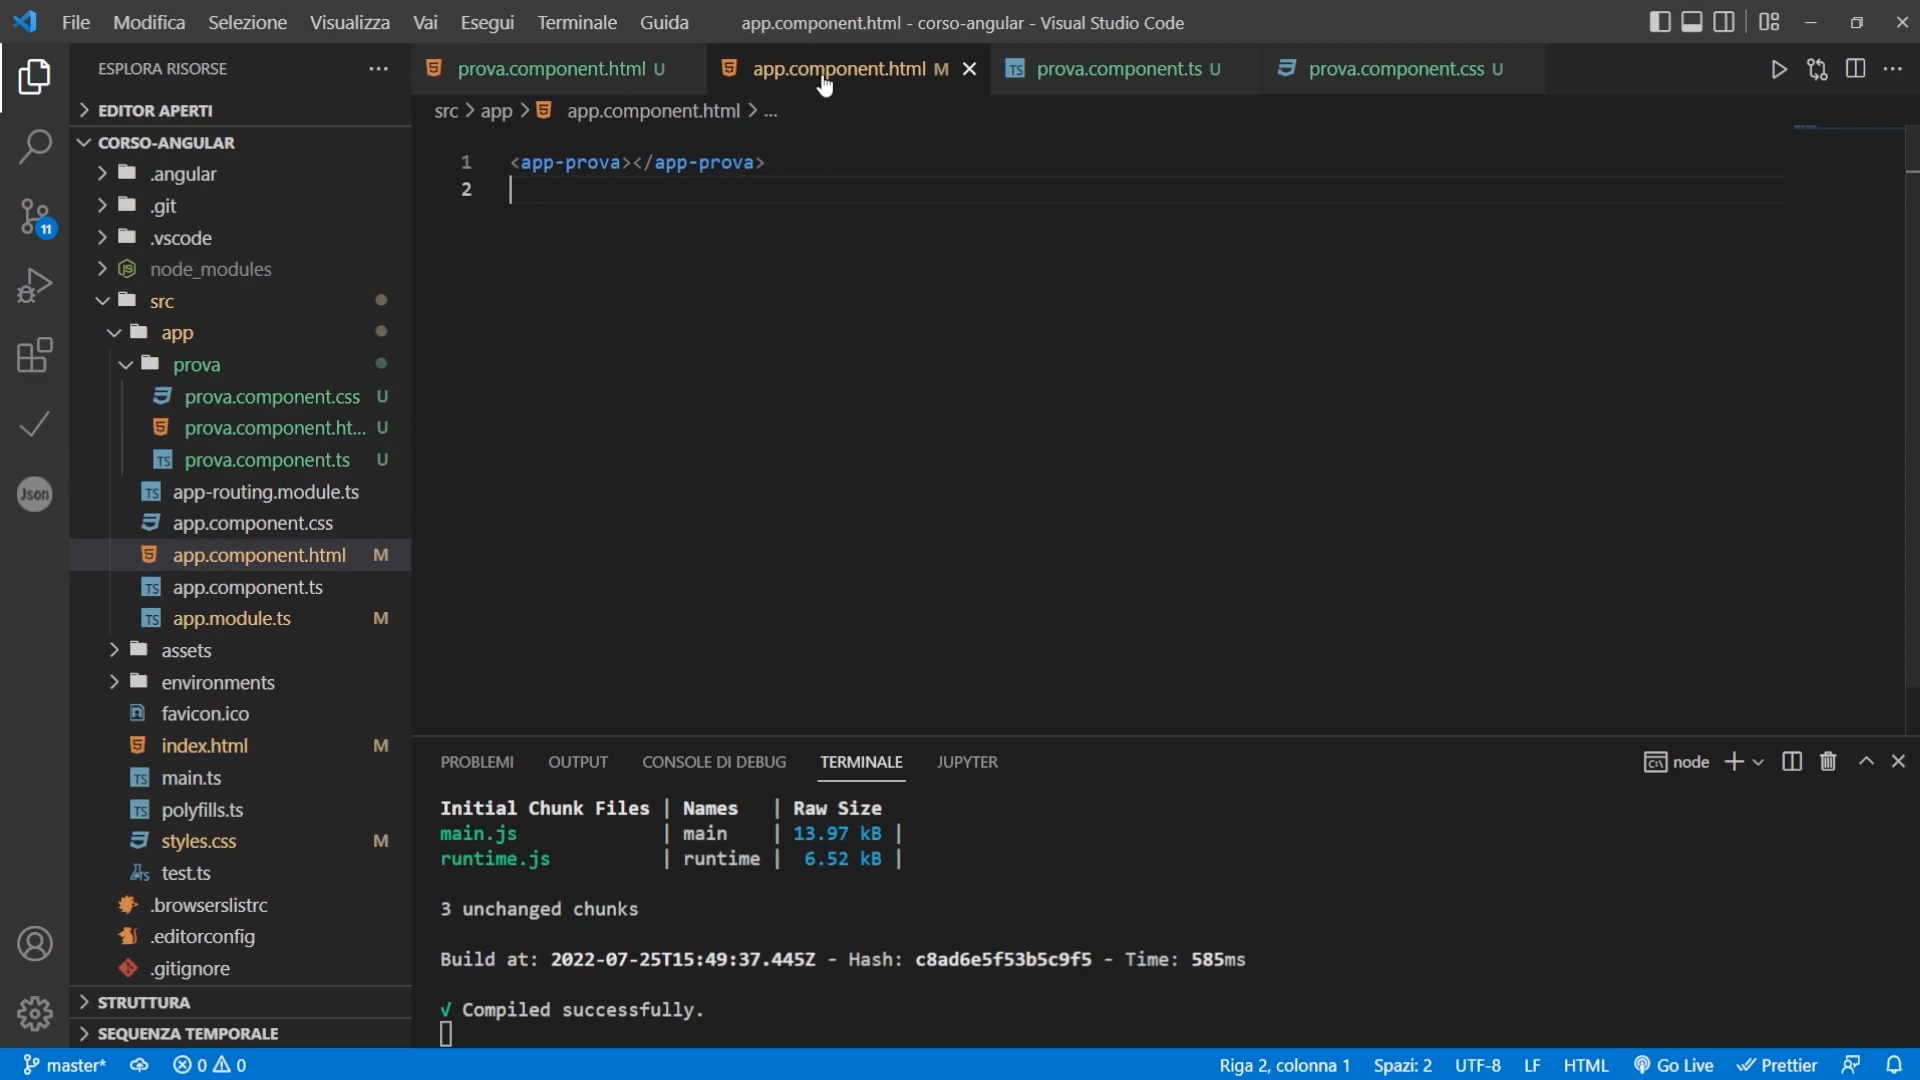 File Modifica Selezione Visualizza Vai Esegui Terminale Guida app.component.html - corso-angular - Visual Studio Code
ESPLORA RISORSE
prova.component.html U app.component.html M prova.component.ts U prova.component.css U
src > app > app.component.html > ...
EDITOR APERTI
CORSO-ANGULAR
.angular
.git
.vscode
node_modules
src
app
prova
prova.component.css U
prova.component.ht... U
prova.component.ts U
app-routing.module.ts
app.component.css
app.component.html M
app.component.ts
app.module.ts M
assets
environments
favicon.ico
index.html M
main.ts
polyfills.ts
styles.css M
test.ts
.browserslistrc
.editorconfig
.gitignore
STRUTTURA
SEQUENZA TEMPORALE
11
Json
1 <app-prova></app-prova>
2
PROBLEMI OUTPUT CONSOLE DI DEBUG TERMINALE JUPYTER
node
Initial Chunk Files | Names | Raw Size
main.js | main | 13.97 kB |
runtime.js | runtime | 6.52 kB |
3 unchanged chunks
Build at: 2022-07-25T15:49:37.445Z - Hash: c8ad6e5f53b5c9f5 - Time: 585ms
√ Compiled successfully.
master* 0 0 Riga 2, colonna 1 Spazi: 2 UTF-8 LF HTML Go Live Prettier